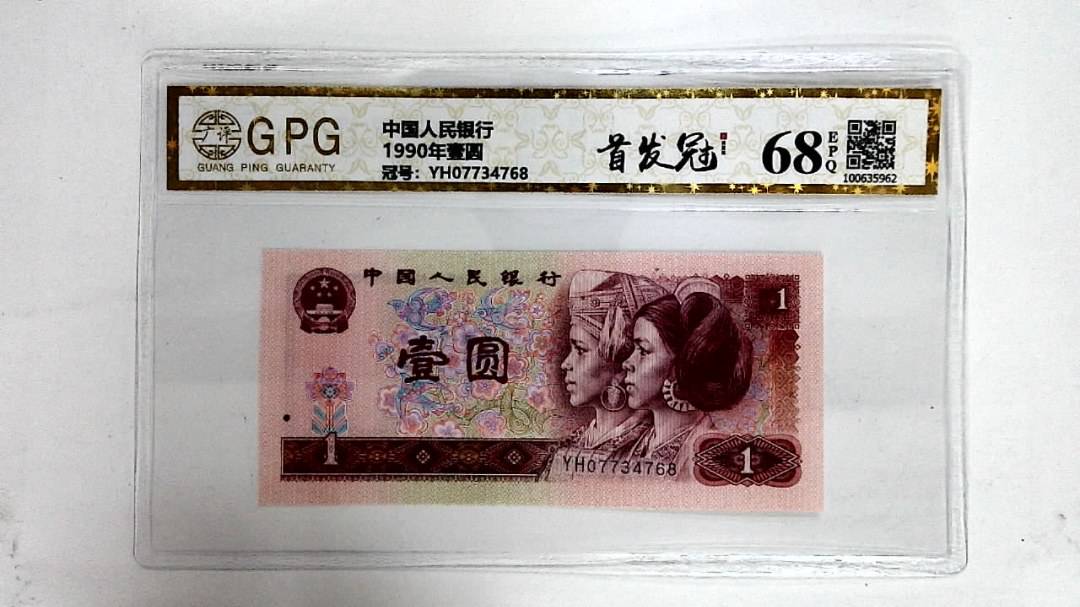 广评
GPG
GUANG PING GUARANTY
中国人民银行
1990年壹圆
冠号：YH07734768
首发冠
68
EPQ
100635962
中国人民银行
1
壹圆
1
YH07734768
1